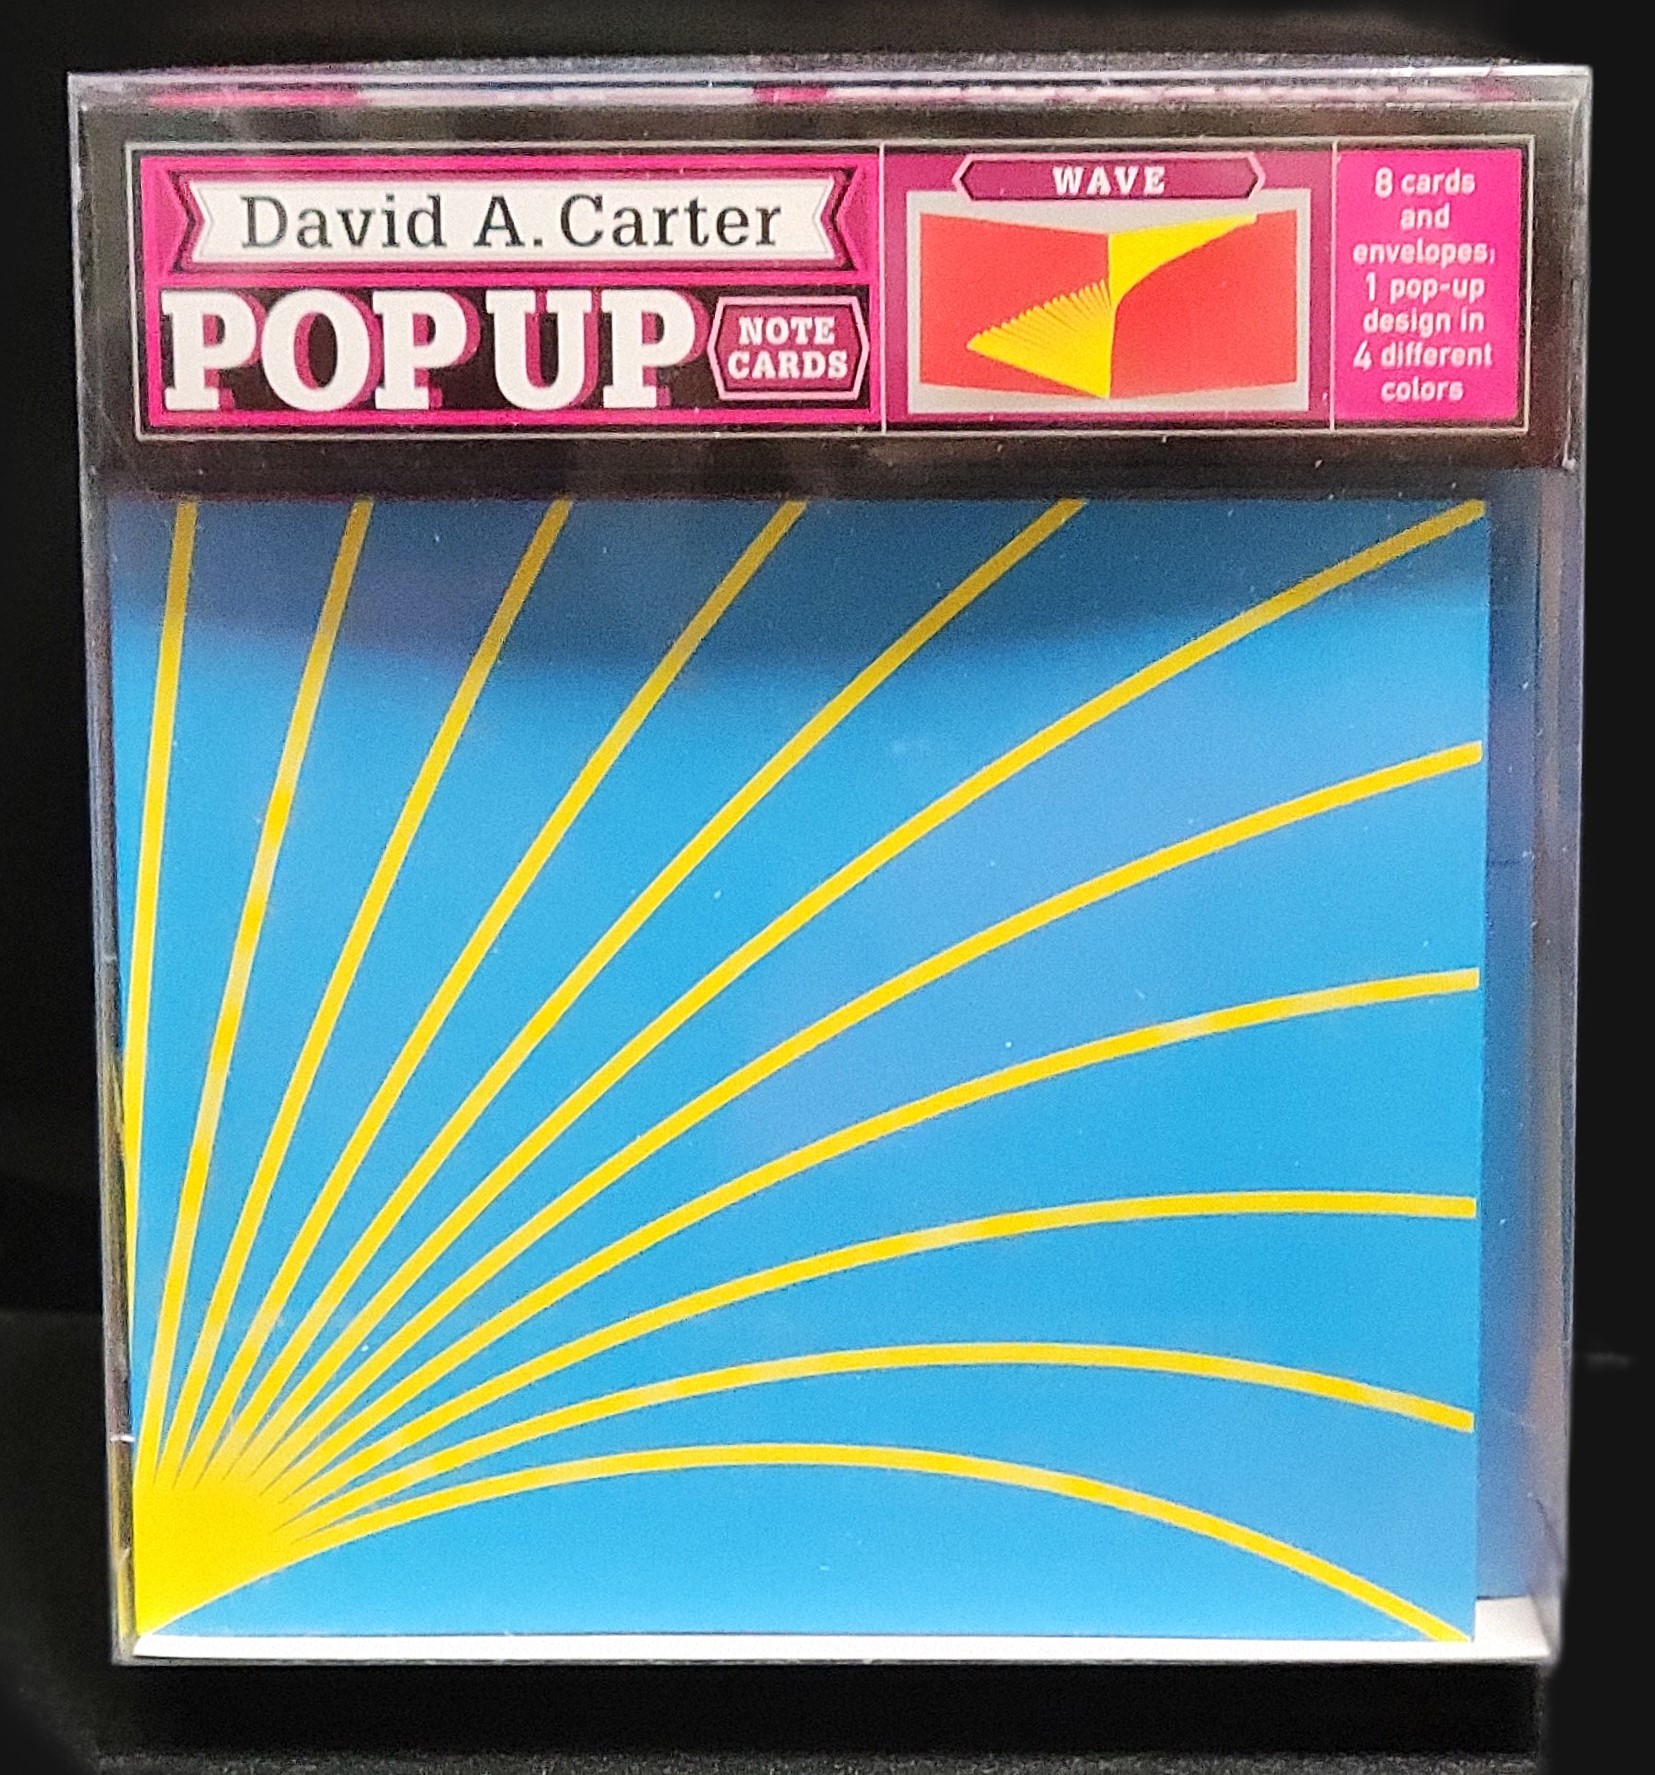 David A. Carter
POP UP
NOTE
CARDS
WAVE
8 cards
and
envelopes;
1 pop-up
design in
4 different
colors